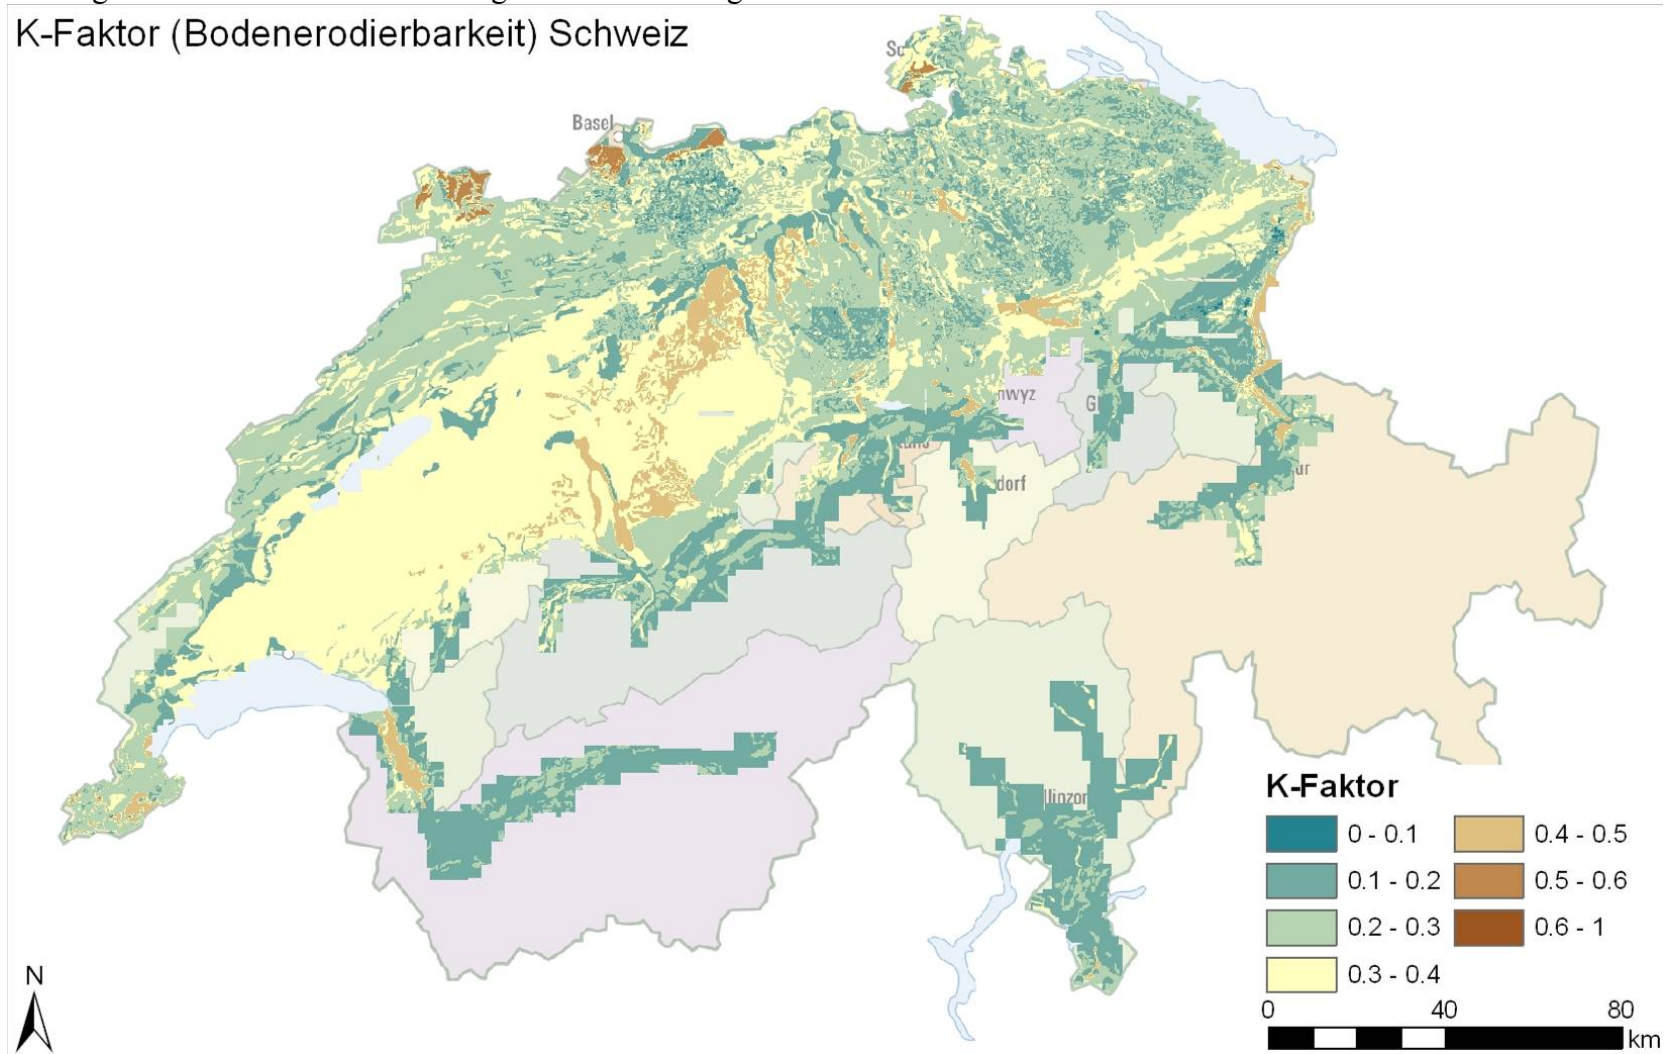 K-Faktor (Bodenerodierbarkeit) Schweiz
Basel
K-Faktor
0 - 0.1
0.1 - 0.2
0.2 - 0.3
0.3 - 0.4
0.4 - 0.5
0.5 - 0.6
0.6 - 1
N
0 40 80
km